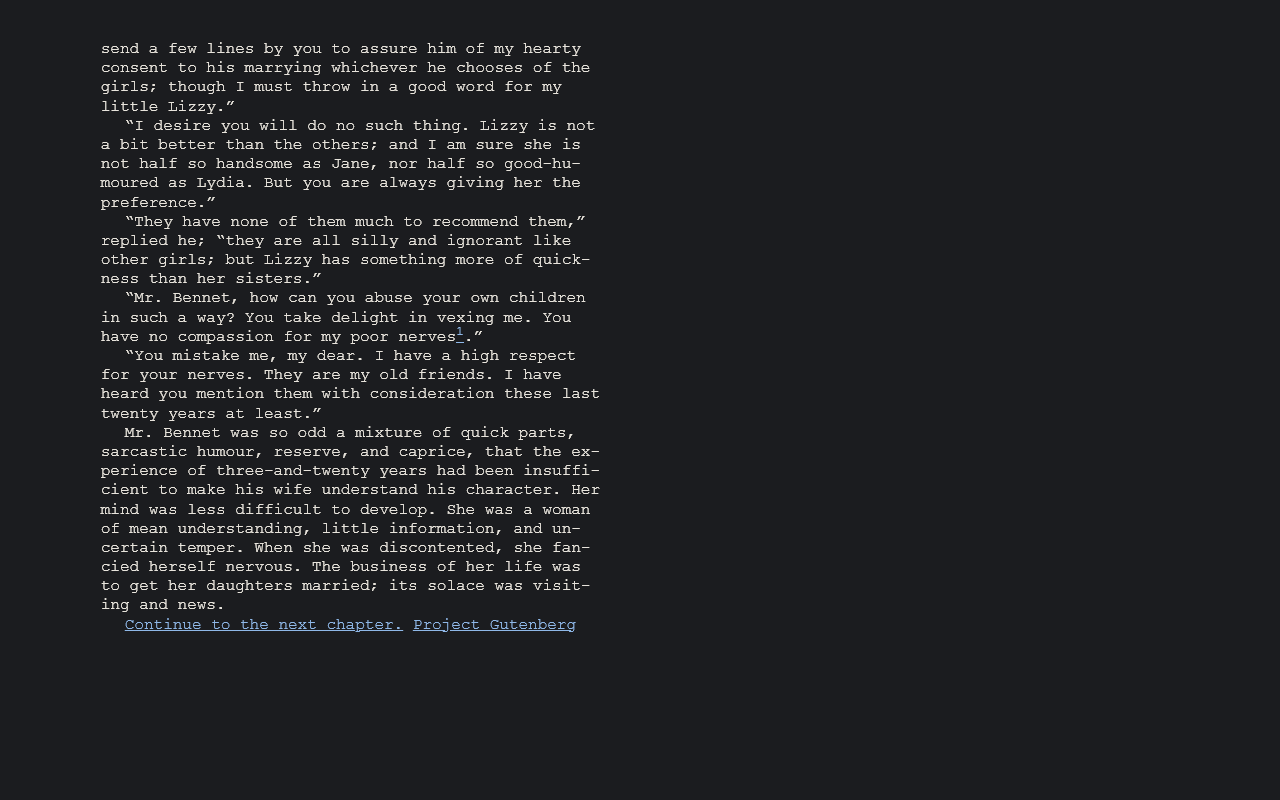 send a few lines by you to assure him of my hearty
consent to his marrying whichever he chooses of the
girls; though I must throw in a good word for my
little Lizzy.”
“I desire you will do no such thing. Lizzy is not
a bit better than the others; and I am sure she is
not half so handsome as Jane, nor half so good-hu-
moured as Lydia. But you are always giving her the
preference.”
“They have none of them much to recommend them,”
replied he; “they are all silly and ignorant like
other girls; but Lizzy has something more of quick-
ness than her sisters.”
“Mr. Bennet, how can you abuse your own children
in such a way? You take delight in vexing me. You
have no compassion for my poor nerves1.”
“You mistake me, my dear. I have a high respect
for your nerves. They are my old friends. I have
heard you mention them with consideration these last
twenty years at least.”
Mr. Bennet was so odd a mixture of quick parts,
sarcastic humour, reserve, and caprice, that the ex-
perience of three-and-twenty years had been insuffi-
cient to make his wife understand his character. Her
mind was less difficult to develop. She was a woman
of mean understanding, little information, and un-
certain temper. When she was discontented, she fan-
cied herself nervous. The business of her life was
to get her daughters married; its solace was visit-
ing and news.
Continue to the next chapter. Project Gutenberg